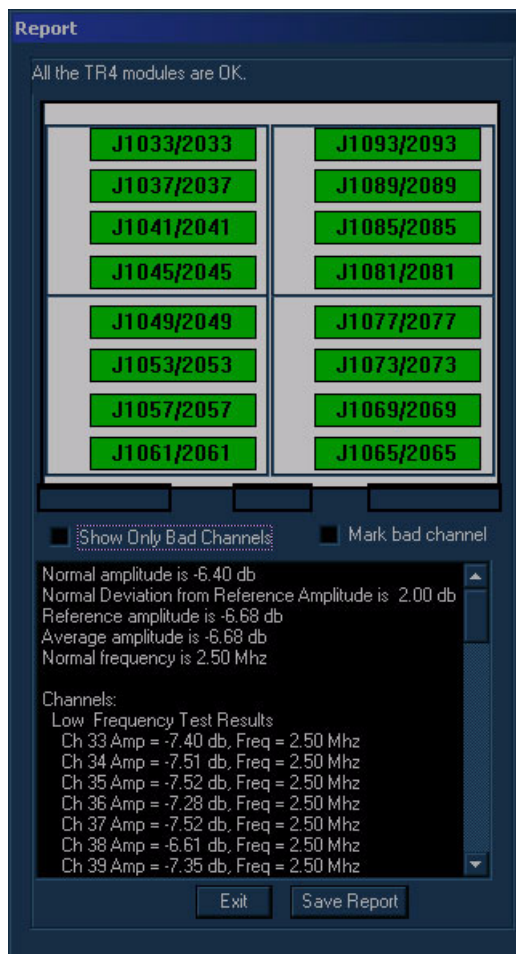 Report
All the TR4 modules are OK.
J1033/2033
J1093/2093
J1037/2037
J1089/2089
J1041/2041
J1085/2085
J1045/2045
J1081/2081
J1049/2049
J1077/2077
J1053/2053
J1073/2073
J1057/2057
J1069/2069
J1061/2061
J1065/2065
Show Only Bad Channels
Mark bad channel
Normal amplitude is -6.40 db
Normal Deviation from Reference Amplitude is  2.00 db
Reference amplitude is -6.68 db
Average amplitude is -6.68 db
Normal frequency is 2.50 Mhz
Channels:
Low  Frequency Test Results
Ch 33 Amp = -7.40 db, Freq = 2.50 Mhz
Ch 34 Amp = -7.51 db, Freq = 2.50 Mhz
Ch 35 Amp = -7.52 db, Freq = 2.50 Mhz
Ch 36 Amp = -7.28 db, Freq = 2.50 Mhz
Ch 37 Amp = -7.52 db, Freq = 2.50 Mhz
Ch 38 Amp = -6.61 db, Freq = 2.50 Mhz
Ch 39 Amp = -7.35 db, Freq = 2.50 Mhz
Exit
Save Report